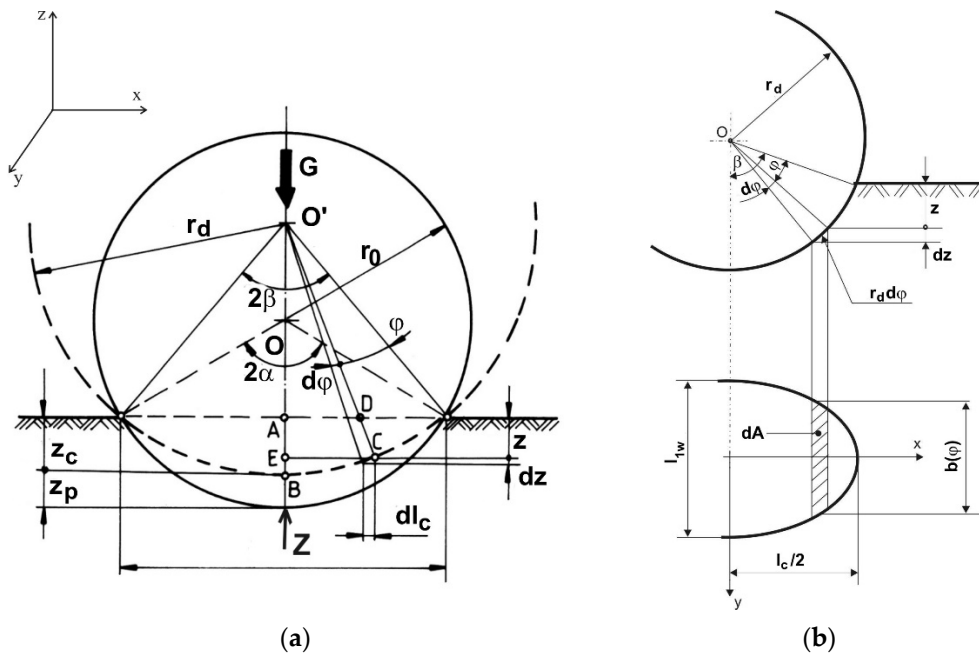 z
x
y
G
O'
r_d
r_0
2β
φ
O
2α
dφ
D
A
C
z_c
E
z
B
dz
z_p
Z
dl_c
(a)
r_d
O
β
φ
dφ
z
dz
r_d dφ
dA
x
l_1w
b(φ)
l_c/2
y
(b)